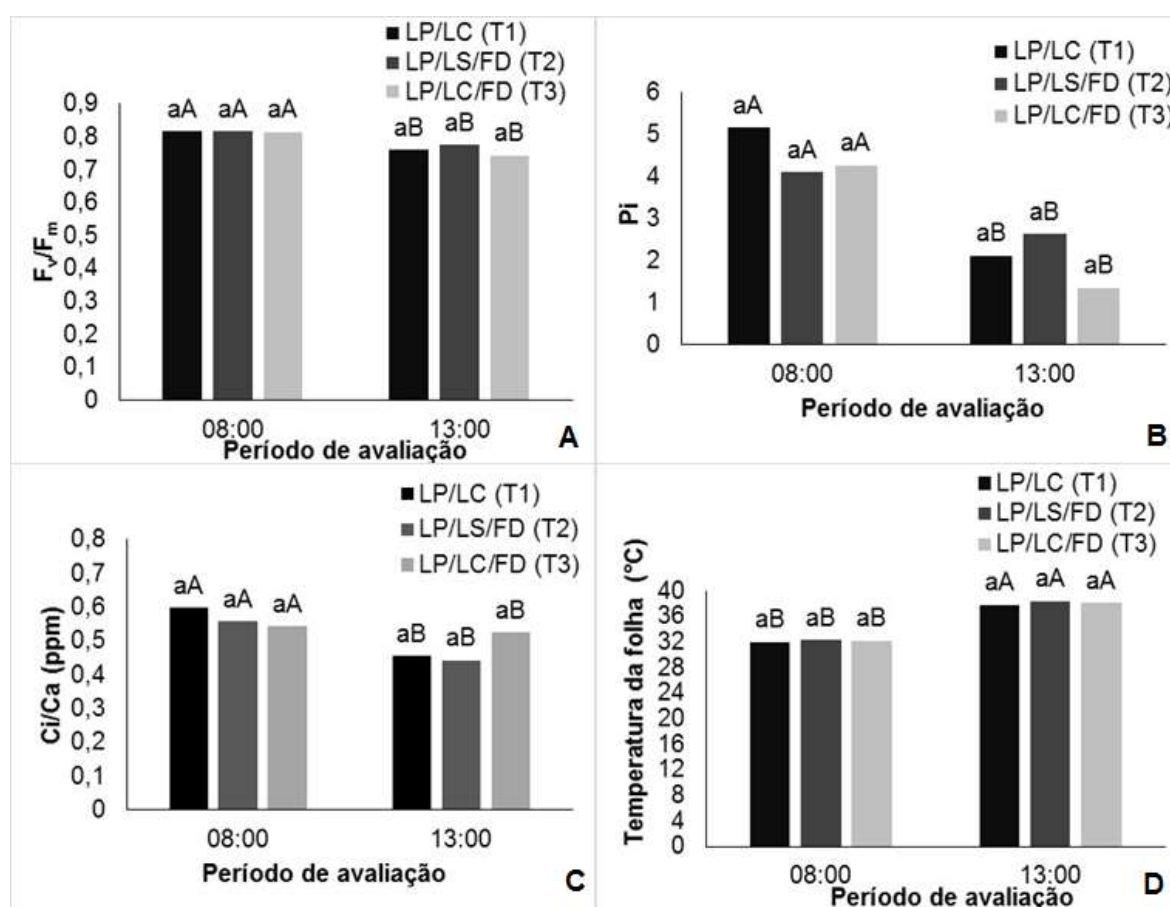 LP/LC (T1)
LP/LS/FD (T2)
LP/LC/FD (T3)
0,9
0,8
0,7
0,6
0,5
0,4
0,3
0,2
0,1
0
Fv/Fm
aA aA aA
aB aB aB
08:00 13:00
Período de avaliação
A
LP/LC (T1)
LP/LS/FD (T2)
LP/LC/FD (T3)
6
5
4
3
2
1
0
Pi
aA aA aA
aB aB aB
08:00 13:00
Período de avaliação
B
LP/LC (T1)
LP/LS/FD (T2)
LP/LC/FD (T3)
0,8
0,7
0,6
0,5
0,4
0,3
0,2
0,1
0
Ci/Ca (ppm)
aA aA aA
aB aB aB
08:00 13:00
Período de avaliação
C
LP/LC (T1)
LP/LS/FD (T2)
LP/LC/FD (T3)
40
36
32
28
24
20
16
12
8
4
0
Temperatura da folha (°C)
aB aB aB
aA aA aA
08:00 13:00
Período de avaliação
D